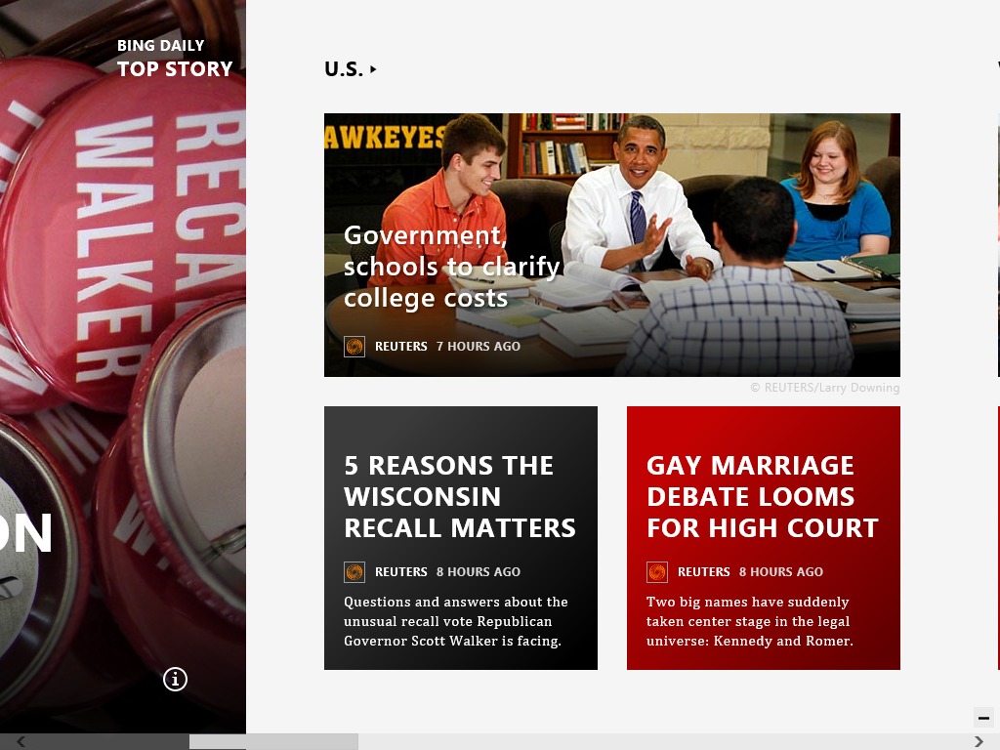 BING DAILY
TOP STORY
RECA
WALKER
ON
U.S.
AWKEYES
Government,
schools to clarify
college costs
REUTERS 7 HOURS AGO
© REUTERS/Larry Downing
5 REASONS THE
WISCONSIN
RECALL MATTERS
REUTERS 8 HOURS AGO
Questions and answers about the
unusual recall vote Republican
Governor Scott Walker is facing.
GAY MARRIAGE
DEBATE LOOMS
FOR HIGH COURT
REUTERS 8 HOURS AGO
Two big names have suddenly
taken center stage in the legal
universe: Kennedy and Romer.